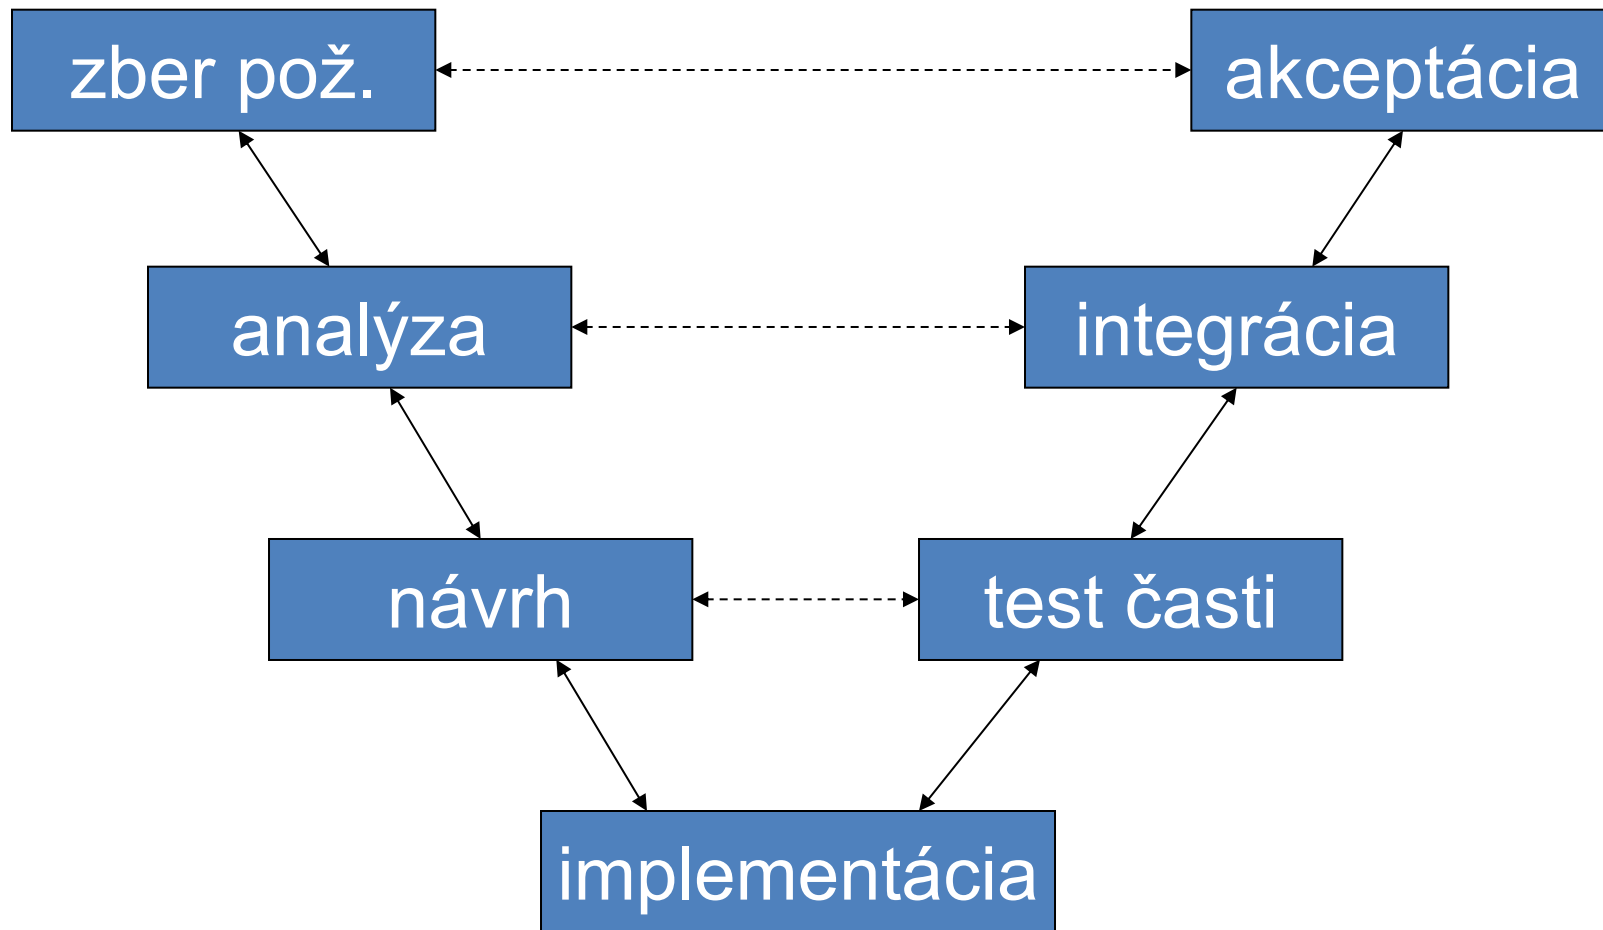 zber pož.
akceptácia
analýza
integrácia
návrh
test časti
implementácia